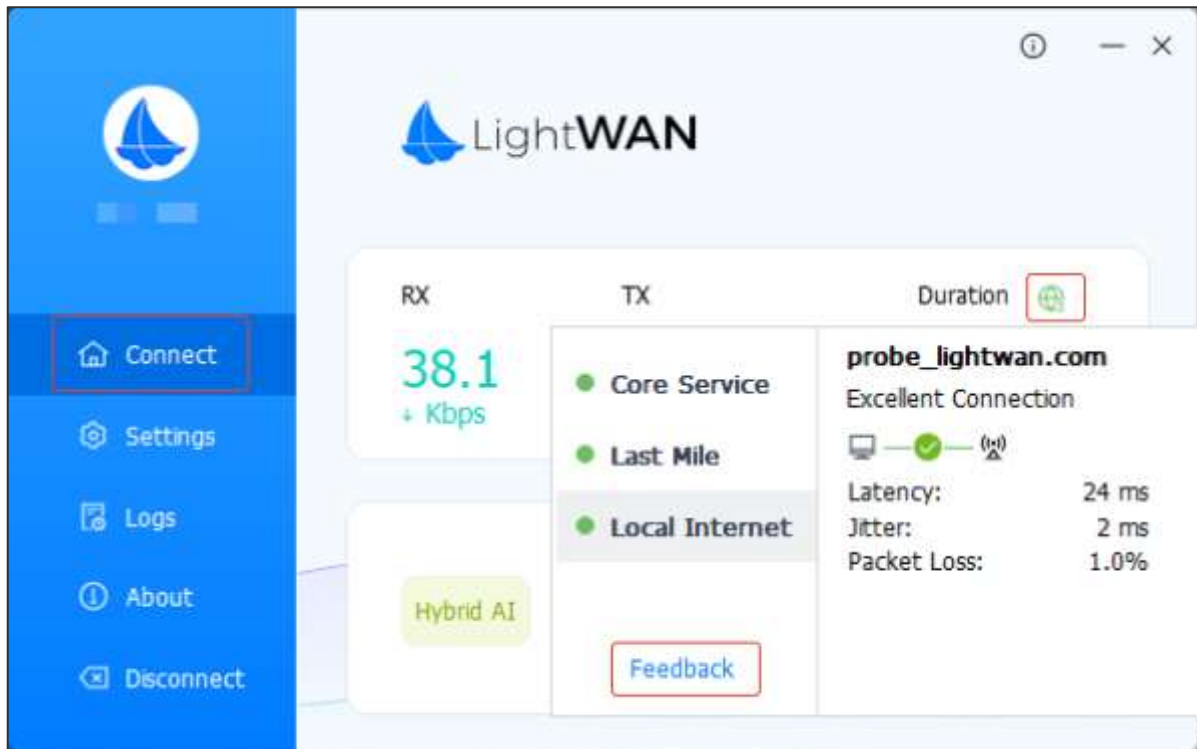 LightWAN
RX
TX
Duration
Connect
38.1
Kbps
Settings
Logs
About
Disconnect
Hybrid AI
Core Service
Last Mile
Local Internet
Feedback
probe_lightwan.com
Excellent Connection
Latency: 24 ms
Jitter: 2 ms
Packet Loss: 1.0%